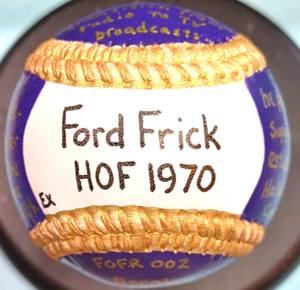 radio to TV
broadcasts.
Ford Frick
HOF 1970
Ex
FOFR 002